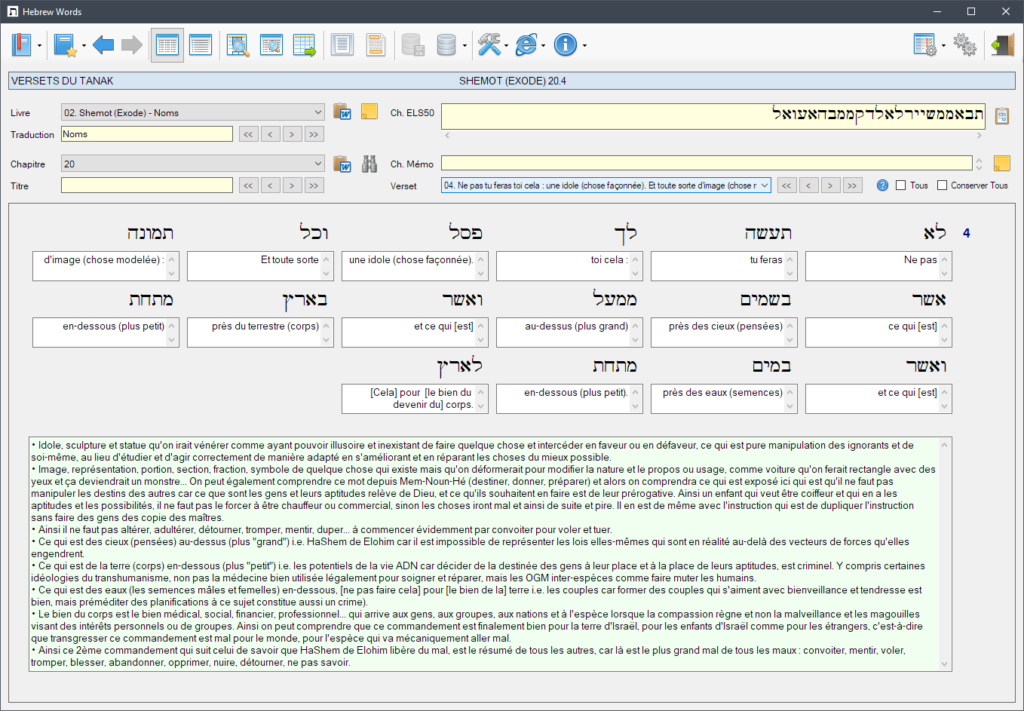 Hebrew Words
VERSETS DU TANAK
SHEMOT (EXODE) 20.4
Livre
02. Shemot (Exode) - Noms
Ch. ELS50
תבאממשיירלאלדקממבהאעואל
Traduction
Noms
<< < > >>
Chapitre
20
Ch. Mémo
Titre
<< < > >>
Verset
04. Ne pas tu feras toi cela : une idole (chose façonnée). Et toute sorte d'image (chose r
<< < > >>
Tous
Conserver Tous
4
לא תעשה לך פסל וכל תמונה
Ne pas
tu feras
toi cela :
une idole (chose façonnée).
Et toute sorte
d'image (chose modelée) :
אשר בשמים ממעל ואשר בארץ מתחת
ce qui [est]
près des cieux (pensées)
au-dessus (plus grand)
et ce qui [est]
près du terrestre (corps)
en-dessous (plus petit)
ואשר במים מתחת לארץ
et ce qui [est]
près des eaux (semences)
en-dessous (plus petit).
[Cela] pour [le bien du
devenir du] corps.
• Idole, sculpture et statue qu'on irait vénérer comme ayant pouvoir illusoire et inexistant de faire quelque chose et intercéder en faveur ou en défaveur, ce qui est pure manipulation des ignorants et de
soi-même, au lieu d'étudier et d'agir correctement de manière adapté en s'améliorant et en réparant les choses du mieux possible.
• Image, représentation, portion, section, fraction, symbole de quelque chose qui existe mais qu'on déformerait pour modifier la nature et le propos ou usage, comme voiture qu'on ferait rectangle avec des
yeux et ça deviendrait un monstre... On peut également comprendre ce mot depuis Mem-Noun-Hé (destiner, donner, préparer) et alors on comprendra ce qui est exposé ici qui est qu'il ne faut pas
manipuler les destins des autres car ce que sont les gens et leurs aptitudes relève de Dieu, et ce qu'ils souhaitent en faire est de leur prérogative. Ainsi un enfant qui veut être coiffeur et qui en a les
aptitudes et les possibilités, il ne faut pas le forcer à être chauffeur ou commercial, sinon les choses iront mal et ainsi de suite et pire. Il en est de même avec l'instruction qui est de dupliquer l'instruction
sans faire des gens des copie des maîtres.
• Ainsi il ne faut pas altérer, adultérer, détourner, tromper, mentir, duper... à commencer évidemment par convoiter pour voler et tuer.
• Ce qui est des cieux (pensées) au-dessus (plus "grand") i.e. HaShem de Elohim car il est impossible de représenter les lois elles-mêmes qui sont en réalité au-delà des vecteurs de forces qu'elles
engendrent.
• Ce qui est de la terre (corps) en-dessous (plus "petit") i.e. les potentiels de la vie ADN car décider de la destinée des gens à leur place et à la place de leurs aptitudes, est criminel. Y compris certaines
idéologies du transhumanisme, non pas la médecine bien utilisée légalement pour soigner et réparer, mais les OGM inter-espèces comme faire muter les humains.
• Ce qui est des eaux (les semences mâles et femelles) en-dessous, [ne pas faire cela] pour [le bien de la] terre i.e. les couples car former des couples qui s'aiment avec bienveillance et tendresse est
bien, mais préméditer des planifications à ce sujet constitue aussi un crime).
• Le bien du corps est le bien médical, social, financier, professionnel... qui arrive aux gens, aux groupes, aux nations et à l'espèce lorsque la compassion règne et non la malveillance et les magouilles
visant des intérêts personnels ou de groupes. Ainsi on peut comprendre que ce commandement est finalement bien pour la terre d'Israël, pour les enfants d'Israël comme pour les étrangers, c'est-à-dire
que transgresser ce commandement est mal pour le monde, pour l'espèce qui va mécaniquement aller mal.
• Ainsi ce 2ème commandement qui suit celui de savoir que HaShem de Elohim libère du mal, est le résumé de tous les autres, car là est le plus grand mal de tous les maux : convoiter, mentir, voler,
tromper, blesser, abandonner, opprimer, nuire, détourner, ne pas savoir.